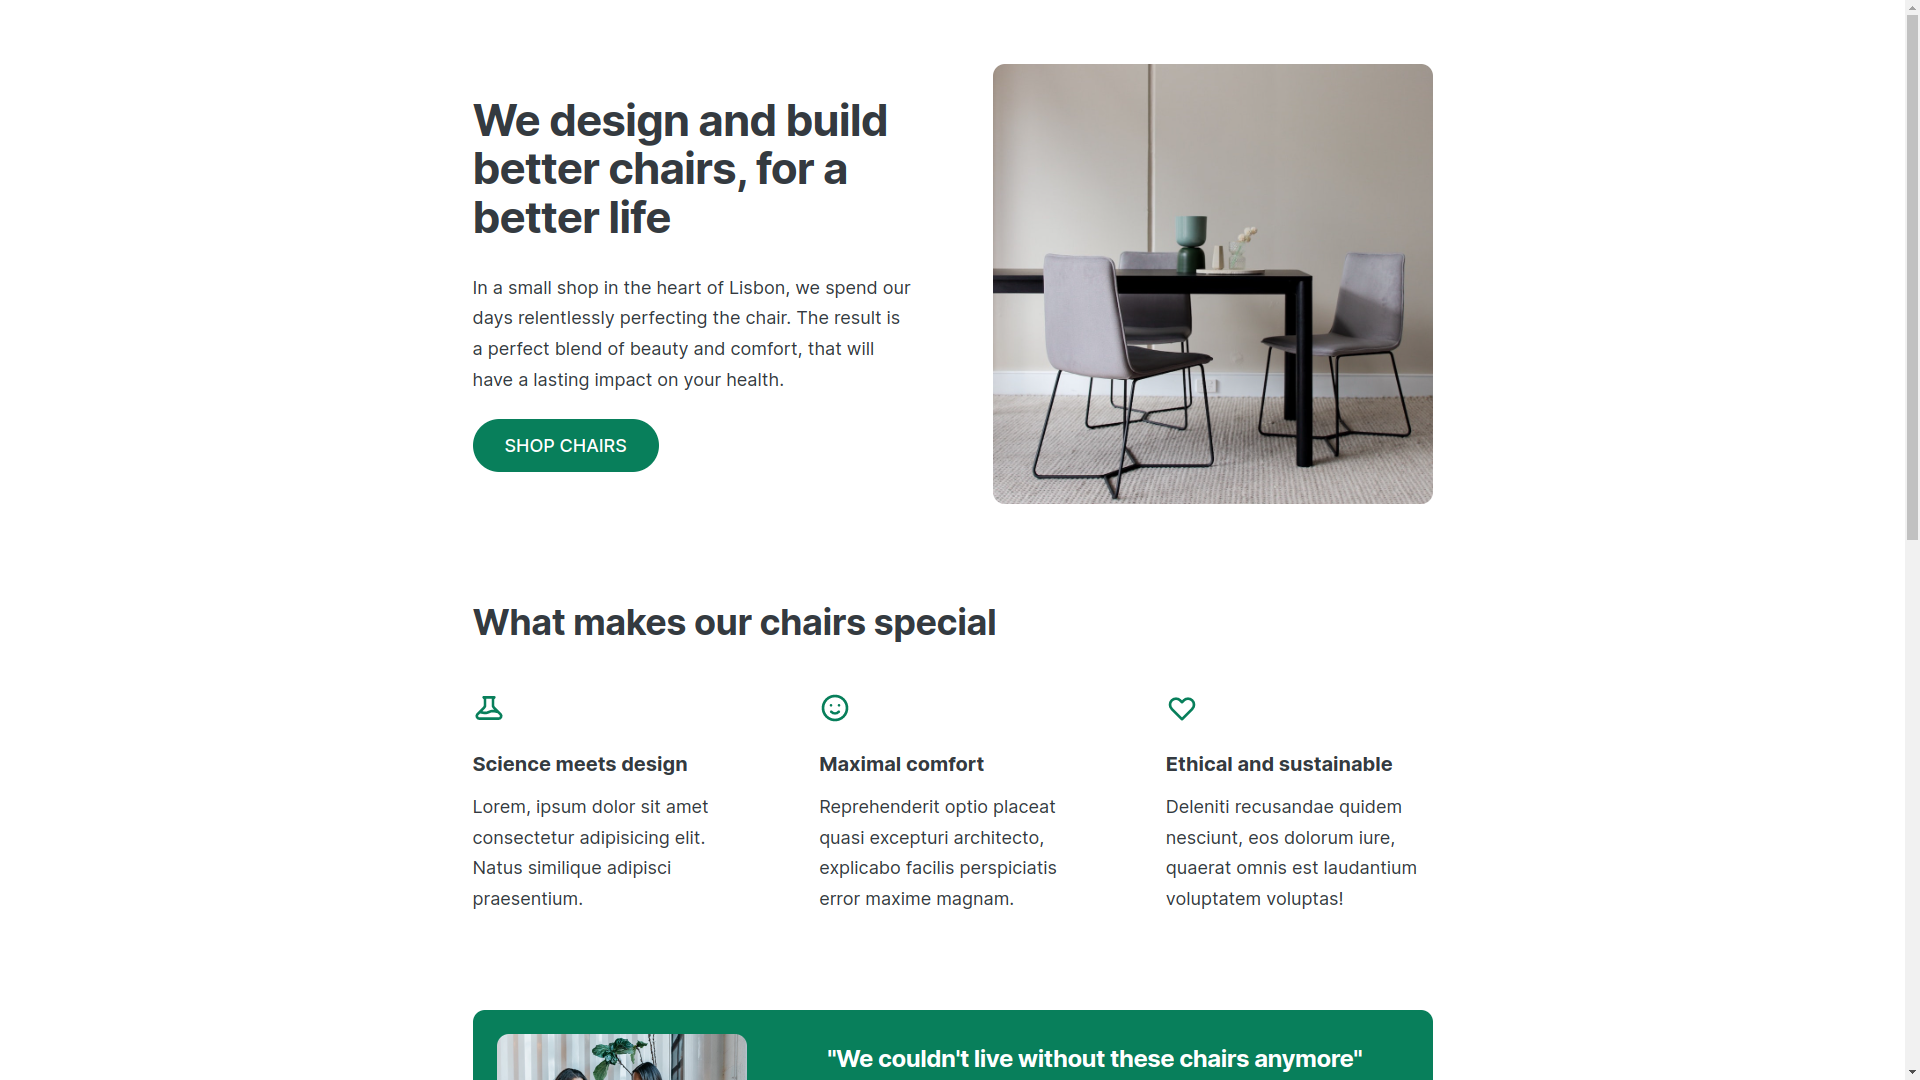 We design and build
better chairs, for a
better life
In a small shop in the heart of Lisbon, we spend our
days relentlessly perfecting the chair. The result is
a perfect blend of beauty and comfort, that will
have a lasting impact on your health.
SHOP CHAIRS
What makes our chairs special
Science meets design
Lorem, ipsum dolor sit amet
consectetur adipisicing elit.
Natus similique adipisci
praesentium.
Maximal comfort
Reprehenderit optio placeat
quasi excepturi architecto,
explicabo facilis perspiciatis
error maxime magnam.
Ethical and sustainable
Deleniti recusandae quidem
nesciunt, eos dolorum iure,
quaerat omnis est laudantium
voluptatem voluptas!
"We couldn't live without these chairs anymore"